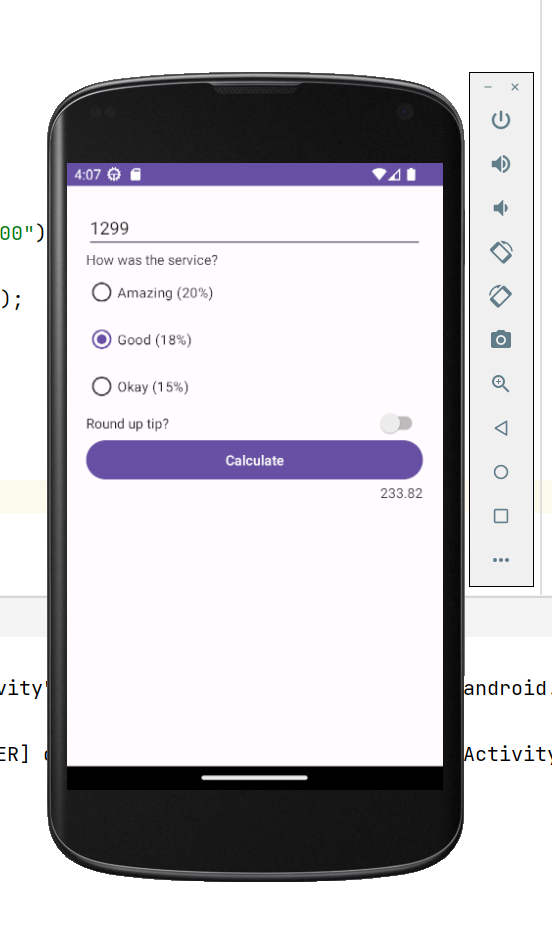 4:07
00")
1299
How was the service?
);
Amazing (20%)
Good (18%)
Okay (15%)
Round up tip?
Calculate
233.82
vity"
android.
ER]
Activity